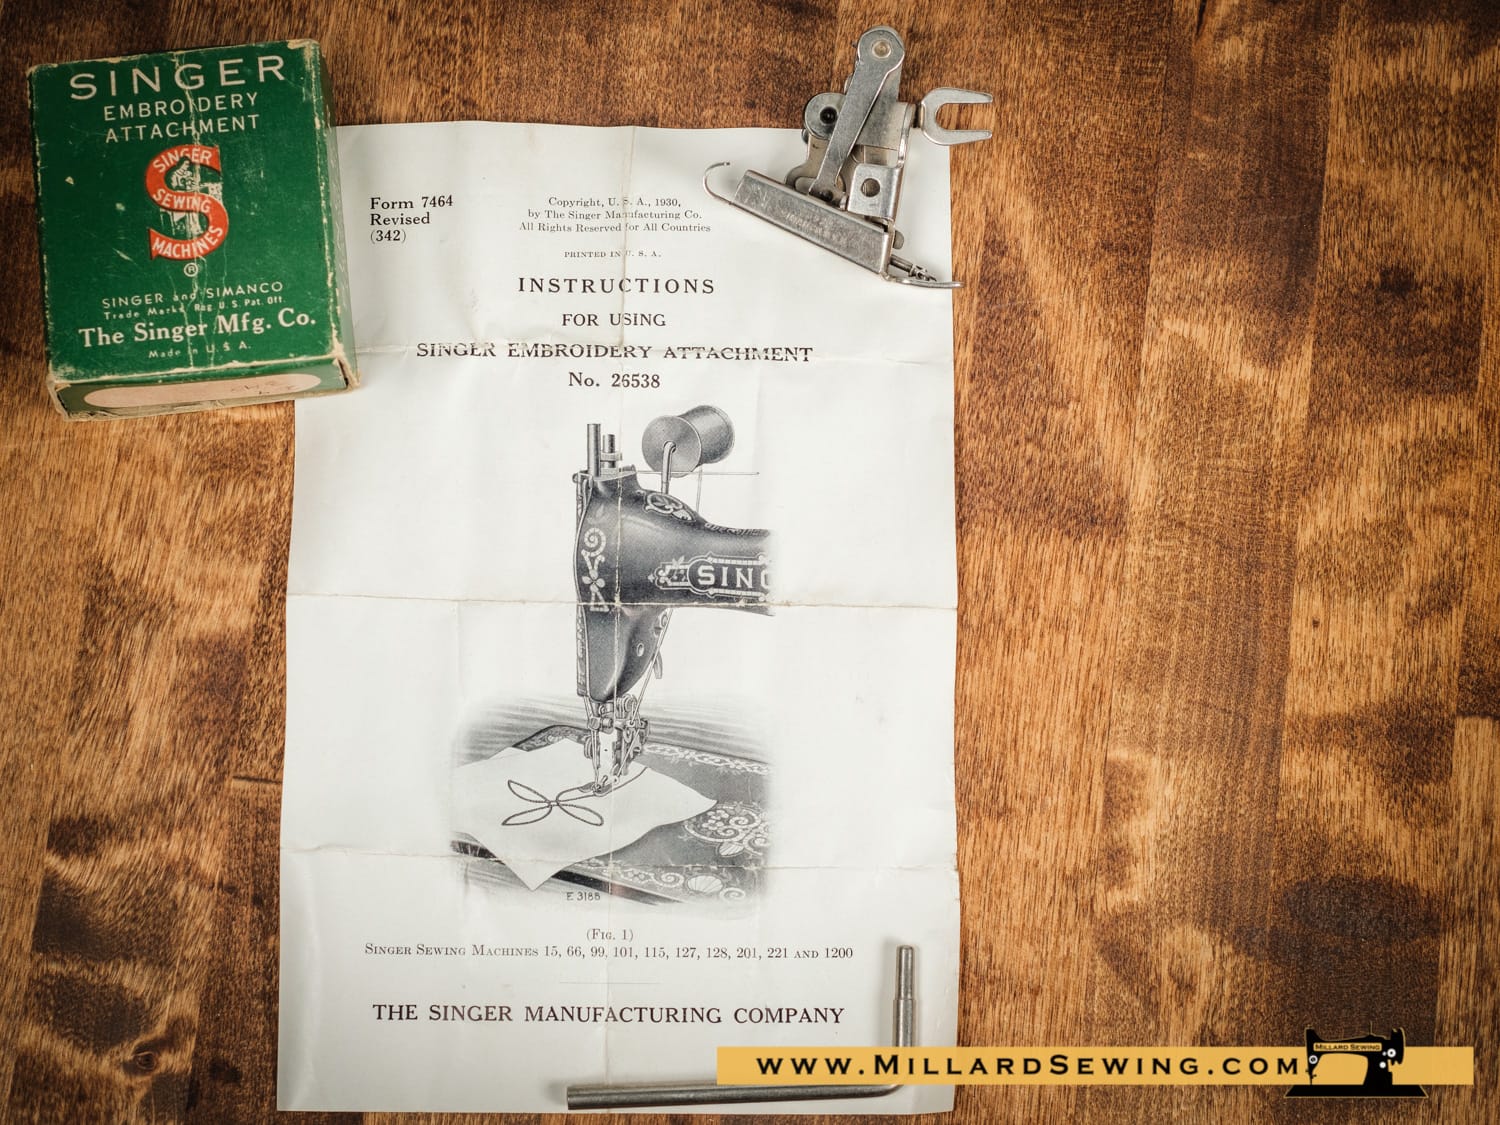 SINGER
EMBROIDERY
ATTACHMENT
SINGER
SEWING
MACHINES
®
SINGER and SIMANCO
Trade Marks Reg U.S. Pat. Off.
The Singer Mfg. Co.
Made in U.S.A.
Form 7464
Revised
(342)
Copyright, U. S. A., 1930,
by The Singer Manufacturing Co.
All Rights Reserved for All Countries
PRINTED IN U. S. A.
INSTRUCTIONS
FOR USING
SINGER EMBROIDERY ATTACHMENT
No. 26538
SING
E 3188
(Fig. 1)
Singer Sewing Machines 15, 66, 99, 101, 115, 127, 128, 201, 221 and 1200
THE SINGER MANUFACTURING COMPANY
www.MillardSewing.com
Millard Sewing